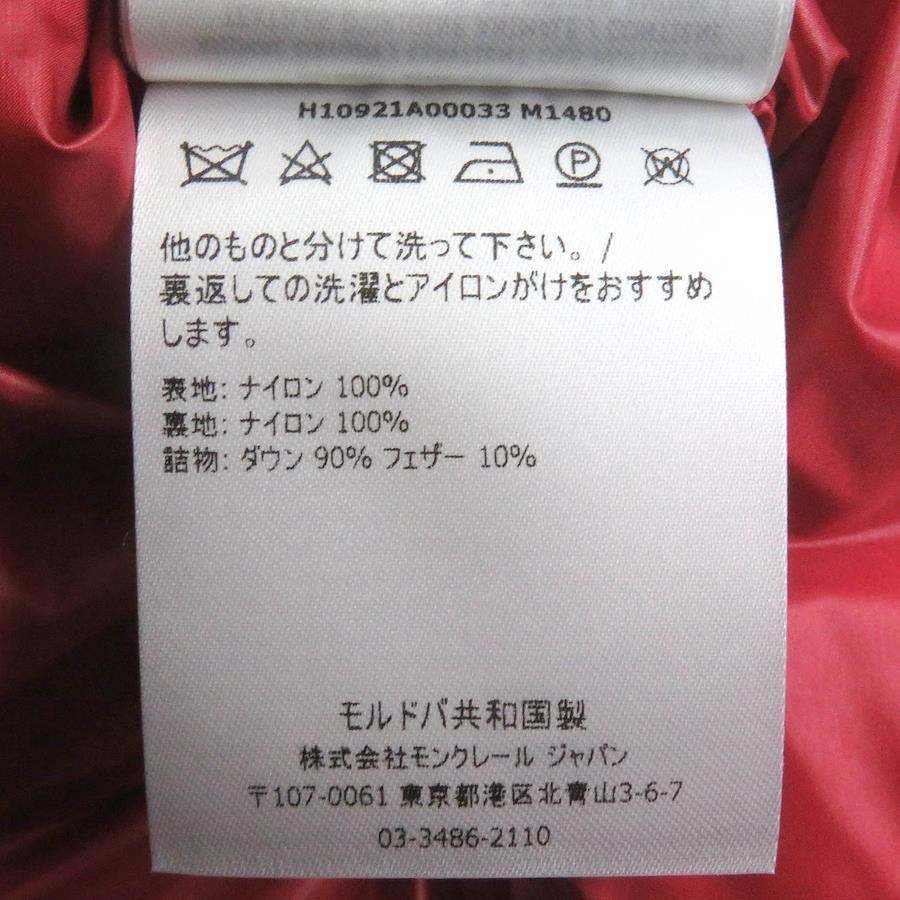 H10921A00033 M1480
P
W
他のものと分けて洗って下さい。/
裏返しての洗濯とアイロンがけをおすすめ
します。
表地: ナイロン 100%
裏地: ナイロン 100%
詰物: ダウン 90% フェザー 10%
モルドバ共和国製
株式会社モンクレール ジャパン
〒107-0061 東京都港区北青山3-6-7
03-3486-2110